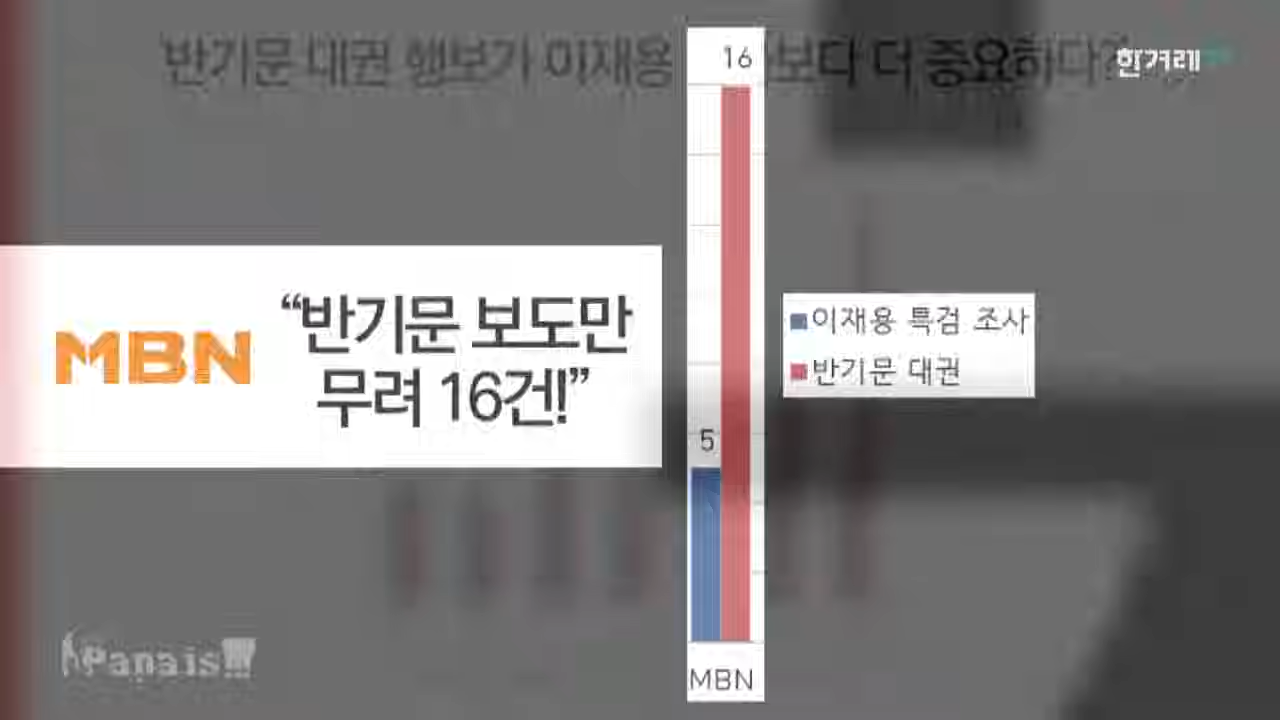 반기문 대권 행보가 이재용 보다 더 중요하다?
한겨레
16
MBN
“반기문 보도만
무려 16건!”
이재용 특검 조사
반기문 대권
5
Panais!!!
MBN